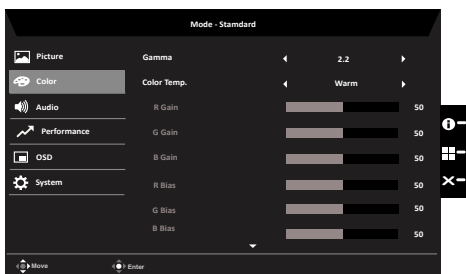 Mode - Standard
Picture
Gamma 2.2
Color
Color Temp. Warm
Audio
R Gain 50
Performance
G Gain 50
OSD
B Gain 50
System
R Bias 50
G Bias 50
B Bias 50
Move Enter